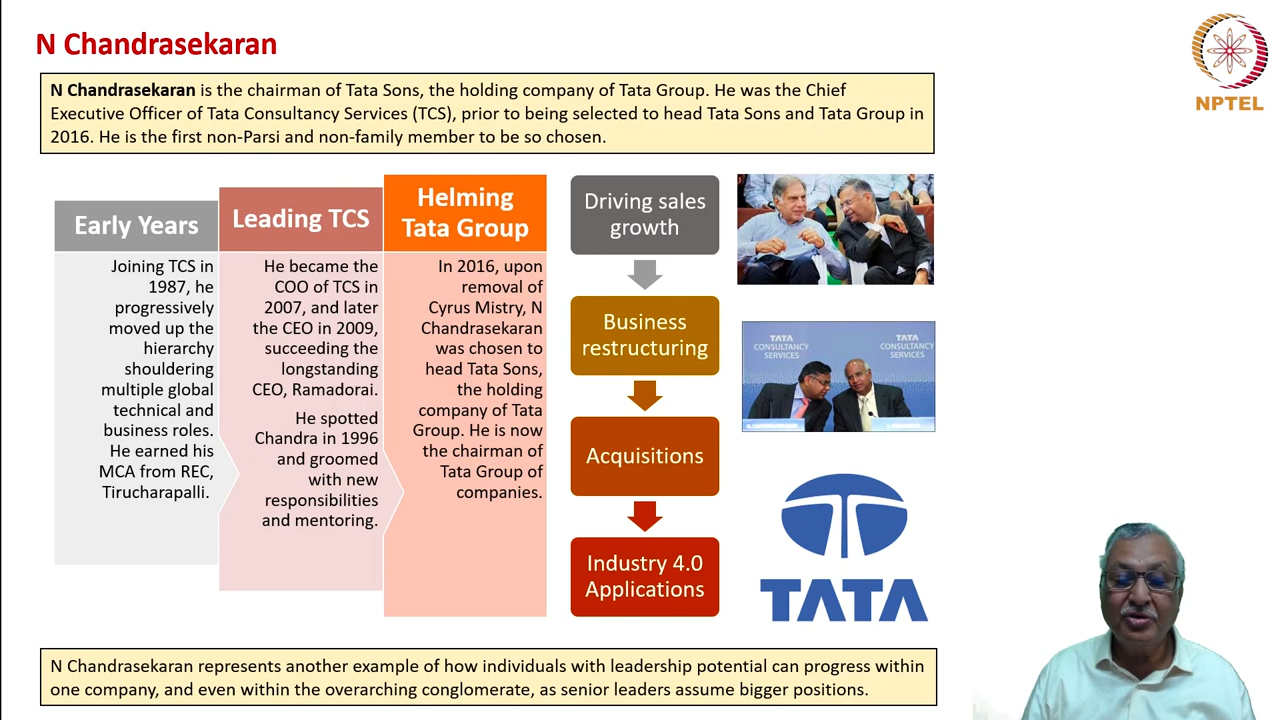 N Chandrasekaran
NPTEL
N Chandrasekaran is the chairman of Tata Sons, the holding company of Tata Group. He was the Chief
Executive Officer of Tata Consultancy Services (TCS), prior to being selected to head Tata Sons and Tata Group in
2016. He is the first non-Parsi and non-family member to be so chosen.
Early Years
Joining TCS in
1987, he
progressively
moved up the
hierarchy
shouldering
multiple global
technical and
business roles.
He earned his
MCA from REC,
Tirucharapalli.
Leading TCS
He became the
COO of TCS in
2007, and later
the CEO in 2009,
succeeding the
longstanding
CEO, Ramadorai.
He spotted
Chandra in 1996
and groomed
with new
responsibilities
and mentoring.
Helming
Tata Group
In 2016, upon
removal of
Cyrus Mistry, N
Chandrasekaran
was chosen to
head Tata Sons,
the holding
company of Tata
Group. He is now
the chairman of
Tata Group of
companies.
Driving sales
growth
Business
restructuring
Acquisitions
Industry 4.0
Applications
TATA
CONSULTANCY
SERVICES
TATA
CONSULTANCY
SERVICES
TATA
N Chandrasekaran represents another example of how individuals with leadership potential can progress within
one company, and even within the overarching conglomerate, as senior leaders assume bigger positions.